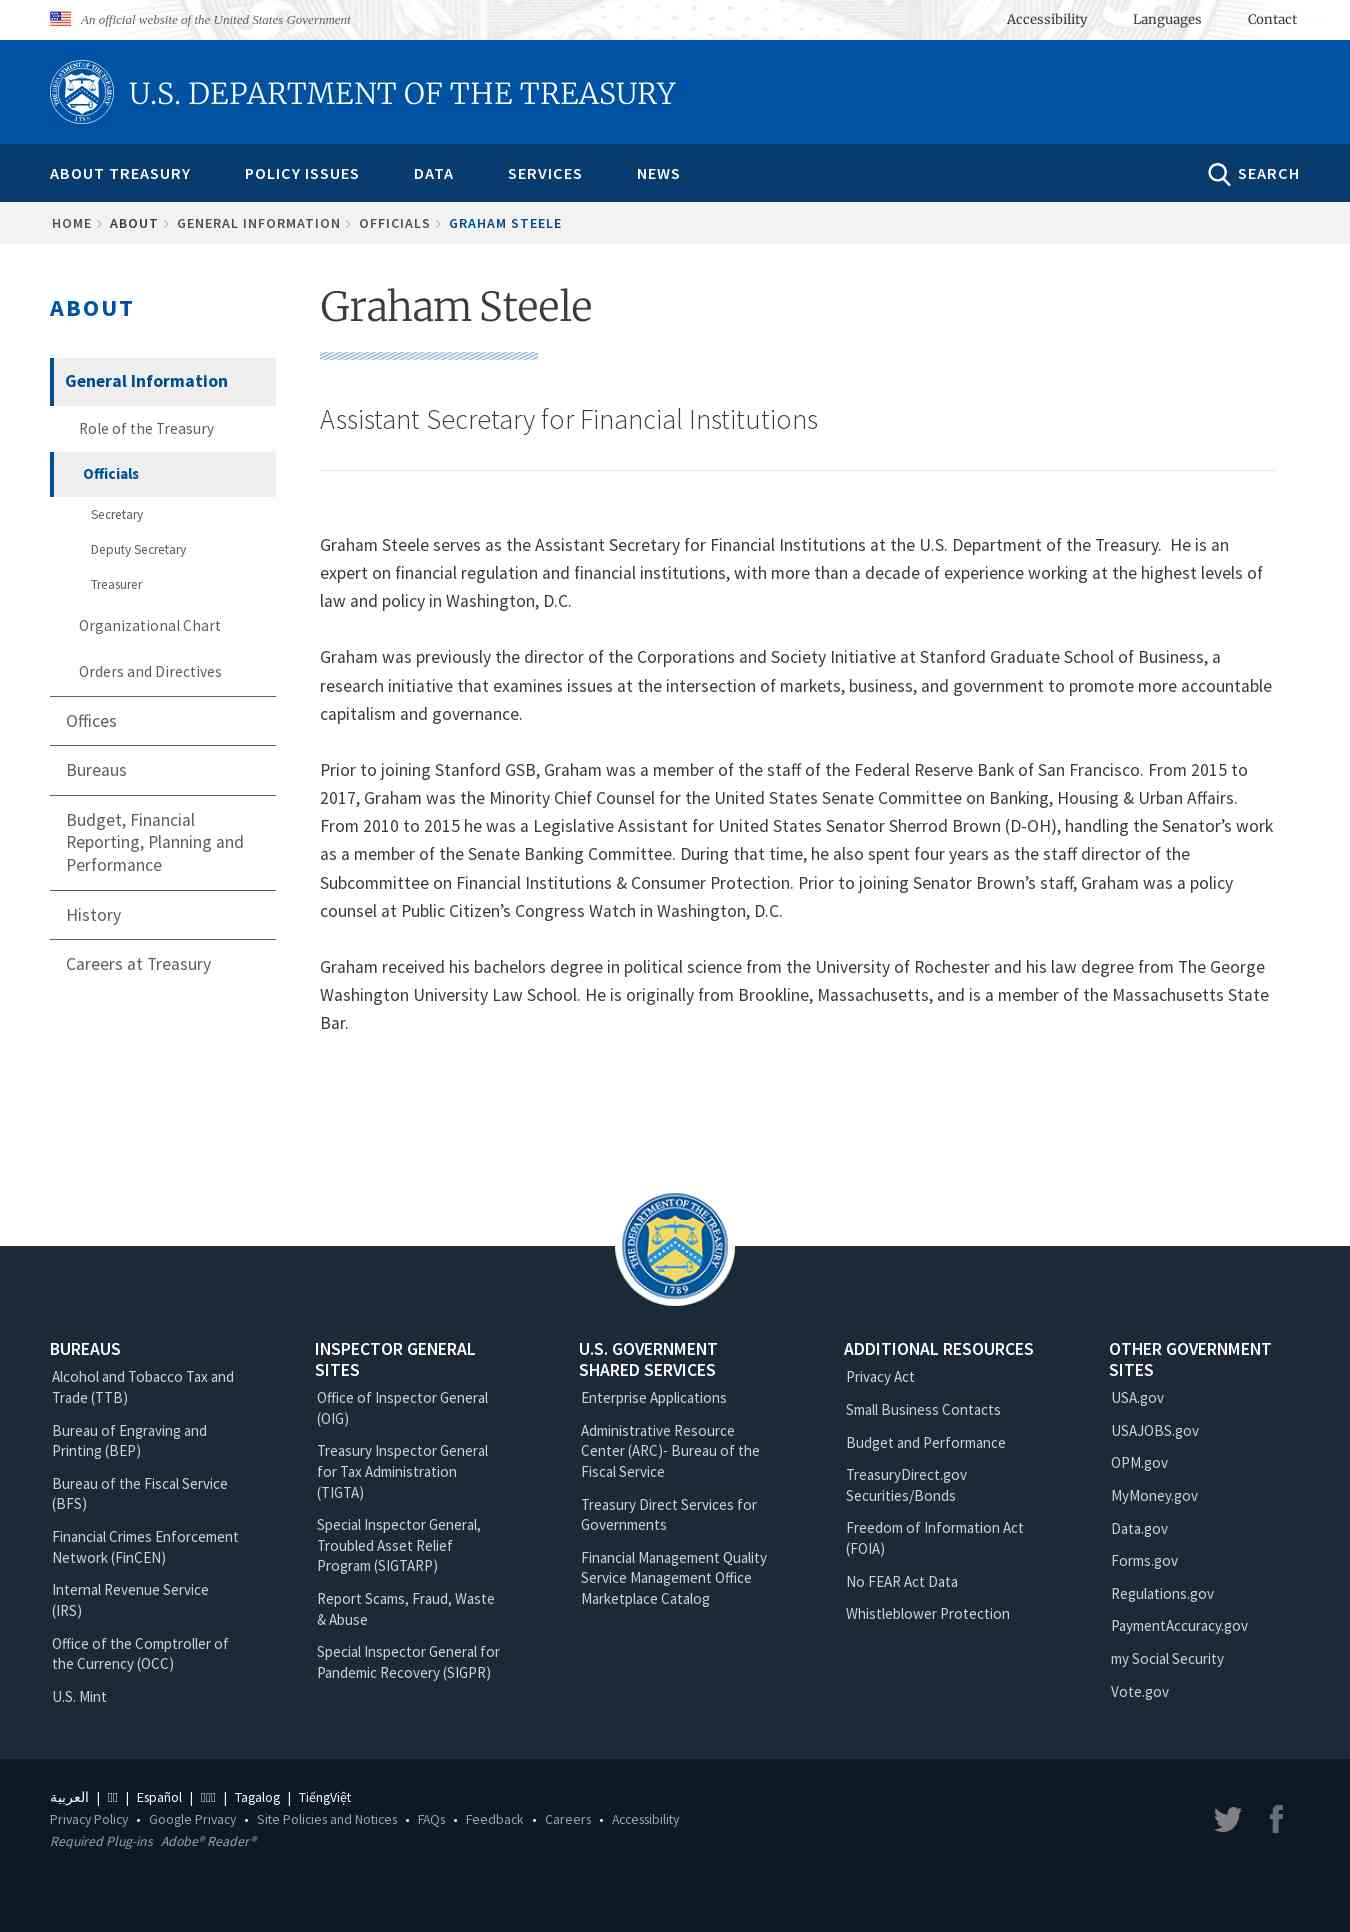 An official website of the United States Government
Accessibility Languages Contact
U.S. DEPARTMENT OF THE TREASURY
ABOUT TREASURY POLICY ISSUES DATA SERVICES NEWS SEARCH
HOME ABOUT GENERAL INFORMATION OFFICIALS GRAHAM STEELE
ABOUT
General Information
Role of the Treasury
Officials
Secretary
Deputy Secretary
Treasurer
Organizational Chart
Orders and Directives
Offices
Bureaus
Budget, Financial
Reporting, Planning and
Performance
History
Careers at Treasury
Graham Steele
Assistant Secretary for Financial Institutions
Graham Steele serves as the Assistant Secretary for Financial Institutions at the U.S. Department of the Treasury.  He is an
expert on financial regulation and financial institutions, with more than a decade of experience working at the highest levels of
law and policy in Washington, D.C.
Graham was previously the director of the Corporations and Society Initiative at Stanford Graduate School of Business, a
research initiative that examines issues at the intersection of markets, business, and government to promote more accountable
capitalism and governance.
Prior to joining Stanford GSB, Graham was a member of the staff of the Federal Reserve Bank of San Francisco. From 2015 to
2017, Graham was the Minority Chief Counsel for the United States Senate Committee on Banking, Housing & Urban Affairs.
From 2010 to 2015 he was a Legislative Assistant for United States Senator Sherrod Brown (D-OH), handling the Senator’s work
as a member of the Senate Banking Committee. During that time, he also spent four years as the staff director of the
Subcommittee on Financial Institutions & Consumer Protection. Prior to joining Senator Brown’s staff, Graham was a policy
counsel at Public Citizen’s Congress Watch in Washington, D.C.
Graham received his bachelors degree in political science from the University of Rochester and his law degree from The George
Washington University Law School. He is originally from Brookline, Massachusetts, and is a member of the Massachusetts State
Bar.
THE DEPARTMENT OF THE TREASURY
1789
BUREAUS
Alcohol and Tobacco Tax and
Trade (TTB)
Bureau of Engraving and
Printing (BEP)
Bureau of the Fiscal Service
(BFS)
Financial Crimes Enforcement
Network (FinCEN)
Internal Revenue Service
(IRS)
Office of the Comptroller of
the Currency (OCC)
U.S. Mint
INSPECTOR GENERAL
SITES
Office of Inspector General
(OIG)
Treasury Inspector General
for Tax Administration
(TIGTA)
Special Inspector General,
Troubled Asset Relief
Program (SIGTARP)
Report Scams, Fraud, Waste
& Abuse
Special Inspector General for
Pandemic Recovery (SIGPR)
U.S. GOVERNMENT
SHARED SERVICES
Enterprise Applications
Administrative Resource
Center (ARC)- Bureau of the
Fiscal Service
Treasury Direct Services for
Governments
Financial Management Quality
Service Management Office
Marketplace Catalog
ADDITIONAL RESOURCES
Privacy Act
Small Business Contacts
Budget and Performance
TreasuryDirect.gov
Securities/Bonds
Freedom of Information Act
(FOIA)
No FEAR Act Data
Whistleblower Protection
OTHER GOVERNMENT
SITES
USA.gov
USAJOBS.gov
OPM.gov
MyMoney.gov
Data.gov
Forms.gov
Regulations.gov
PaymentAccuracy.gov
my Social Security
Vote.gov
العربية | | Español | | Tagalog | TiếngViệt
Privacy Policy • Google Privacy • Site Policies and Notices • FAQs • Feedback • Careers • Accessibility
Required Plug-ins Adobe® Reader®